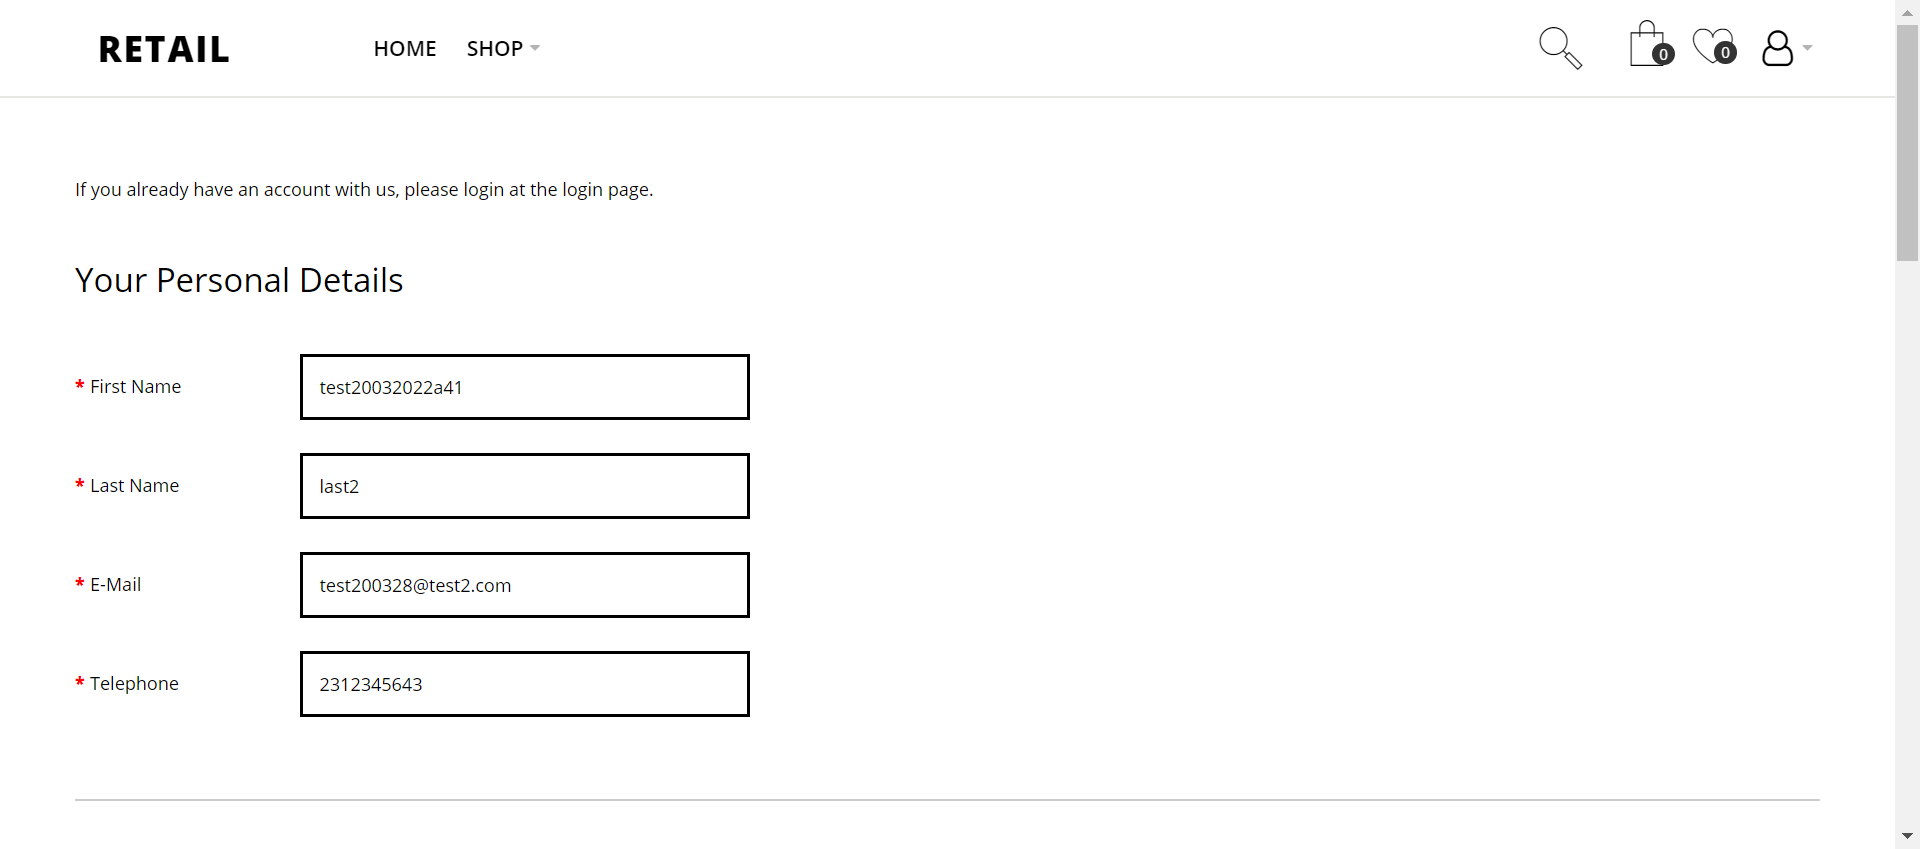 RETAIL
HOME SHOP
0 0
If you already have an account with us, please login at the login page.
Your Personal Details
* First Name test20032022a41
* Last Name last2
* E-Mail test200328@test2.com
* Telephone 2312345643